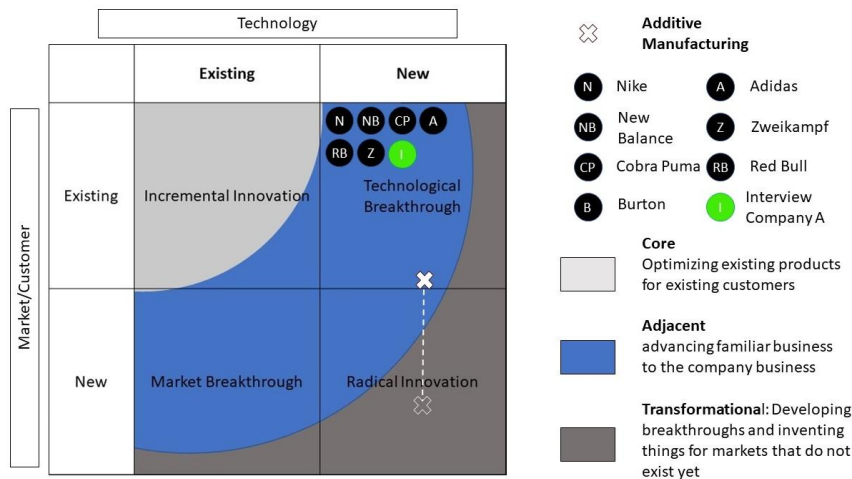 Technology
Existing
New
Market/Customer
Existing
New
N
NB
CP
A
RB
Z
I
Incremental Innovation
Technological
Breakthrough
Market Breakthrough
Radical Innovation
Additive
Manufacturing
N
Nike
A
Adidas
NB
New
Balance
Z
Zweikampf
CP
Cobra Puma
RB
Red Bull
B
Burton
I
Interview
Company A
Core
Optimizing existing products
for existing customers
Adjacent
advancing familiar business
to the company business
Transformational: Developing
breakthroughs and inventing
things for markets that do not
exist yet